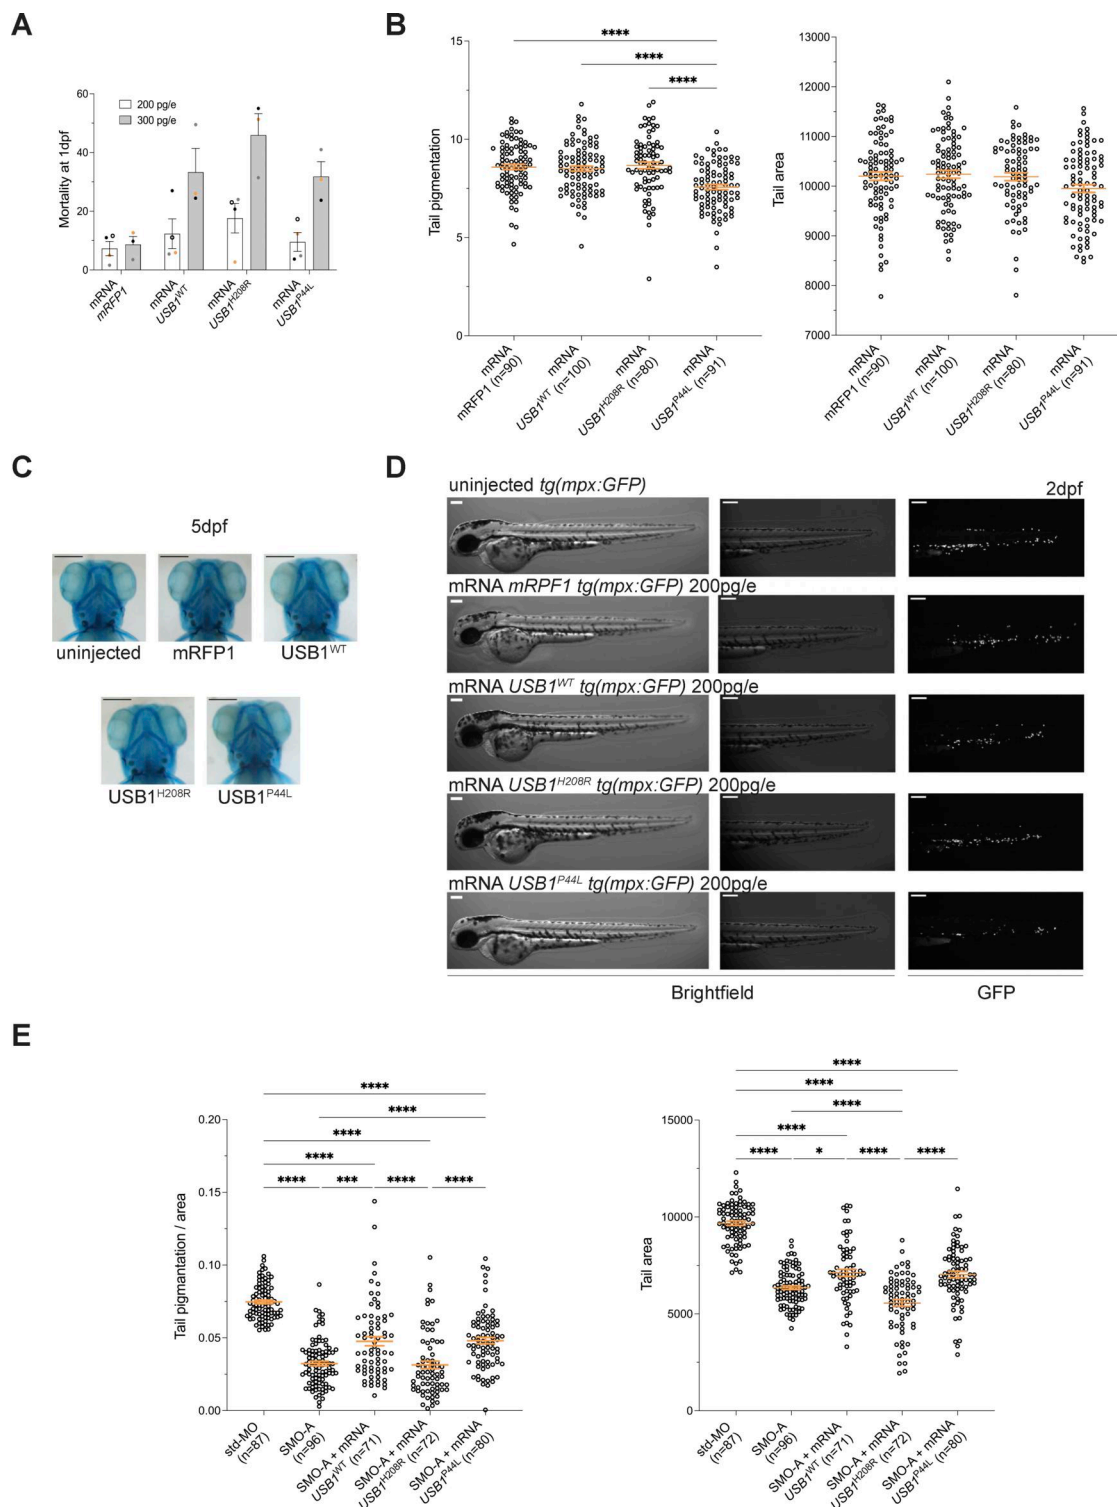 A
Mortality at 1dpf
60
40
20
0
200 pg/e
300 pg/e
mRNA
mRFP1
mRNA
USB1WT
mRNA
USB1H208R
mRNA
USB1P44L
B
Tail pigmentation
15
10
5
0
****
****
****
mRNA
mRFP1 (n=90)
mRNA
USB1WT (n=100)
mRNA
USB1H208R (n=80)
mRNA
USB1P44L (n=91)
Tail area
13000
12000
11000
10000
9000
8000
7000
mRNA
mRFP1 (n=90)
mRNA
USB1WT (n=100)
mRNA
USB1H208R (n=80)
mRNA
USB1P44L (n=91)
C
5dpf
uninjected mRFP1 USB1WT
USB1H208R USB1P44L
D
uninjected tg(mpx:GFP) 2dpf
mRNA mRPF1 tg(mpx:GFP) 200pg/e
mRNA USB1WT tg(mpx:GFP) 200pg/e
mRNA USB1H208R tg(mpx:GFP) 200pg/e
mRNA USB1P44L tg(mpx:GFP) 200pg/e
Brightfield GFP
E
Tail pigmantation / area
0.20
0.15
0.10
0.05
0.00
****
****
****
****
**** *** **** ****
std-MO
(n=87)
SMO-A
(n=96)
SMO-A + mRNA
USB1WT (n=71)
SMO-A + mRNA
USB1H208R (n=72)
SMO-A + mRNA
USB1P44L (n=80)
Tail area
15000
10000
5000
0
****
****
****
****
**** * **** ****
std-MO
(n=87)
SMO-A
(n=96)
SMO-A + mRNA
USB1WT (n=71)
SMO-A + mRNA
USB1H208R (n=72)
SMO-A + mRNA
USB1P44L (n=80)